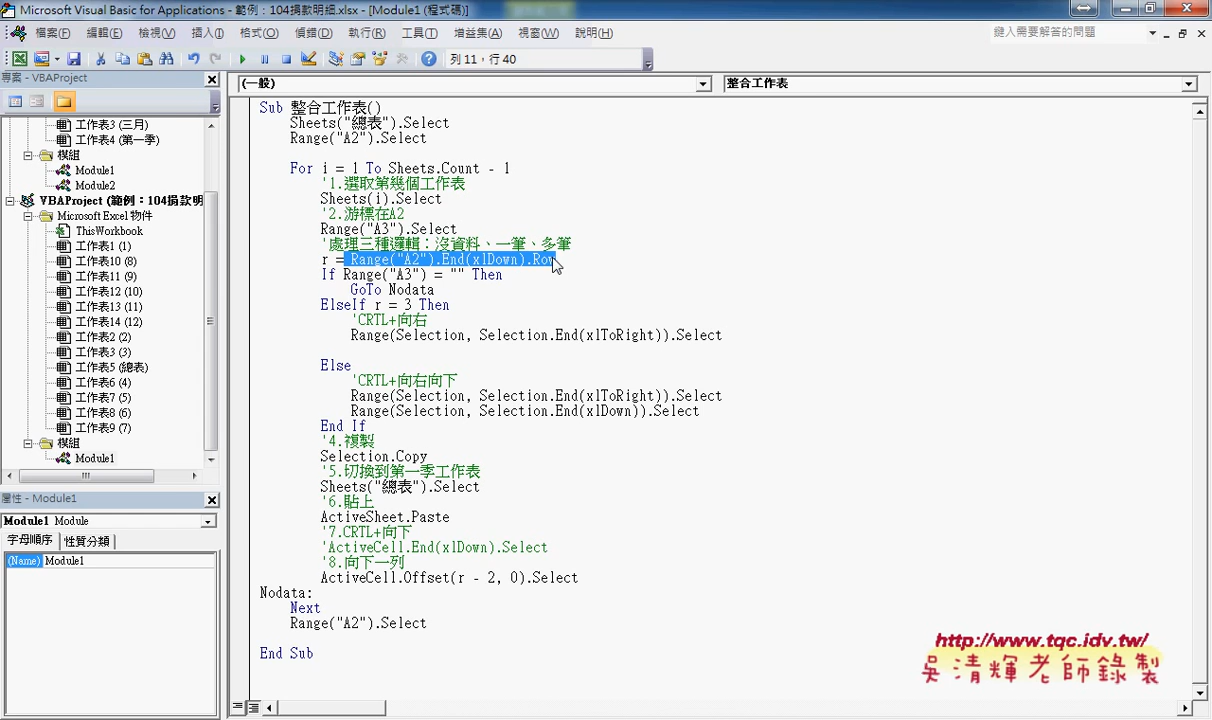 Microsoft Visual Basic for Applications - 範例：104捐款明細.xlsx - [Module1 (程式碼)]
檔案(F) 編輯(E) 檢視(V) 插入(I) 格式(O) 偵錯(D) 執行(R) 工具(T) 增益集(A) 視窗(W) 說明(H) 鍵入需要解答的問題
列 11，行 40
專案 - VBAProject
工作表3 (三月)
工作表4 (第一季)
模組
Module1
Module2
VBAProject (範例：104捐款明
Microsoft Excel 物件
ThisWorkbook
工作表1 (1)
工作表10 (8)
工作表11 (9)
工作表12 (10)
工作表13 (11)
工作表14 (12)
工作表2 (2)
工作表3 (3)
工作表5 (總表)
工作表6 (4)
工作表7 (5)
工作表8 (6)
工作表9 (7)
模組
Module1
屬性 - Module1
Module1 Module
字母順序 性質分類
(Name) Module1
(一般) 整合工作表
Sub 整合工作表()
Sheets("總表").Select
Range("A2").Select
For i = 1 To Sheets.Count - 1
'1.選取第幾個工作表
Sheets(i).Select
'2.游標在A2
Range("A3").Select
'處理三種邏輯：沒資料、一筆、多筆
r = Range("A2").End(xlDown).Row
If Range("A3") = "" Then
GoTo Nodata
ElseIf r = 3 Then
'CRTL+向右
Range(Selection, Selection.End(xlToRight)).Select
Else
'CRTL+向右向下
Range(Selection, Selection.End(xlToRight)).Select
Range(Selection, Selection.End(xlDown)).Select
End If
'4.複製
Selection.Copy
'5.切換到第一季工作表
Sheets("總表").Select
'6.貼上
ActiveSheet.Paste
'7.CRTL+向下
'ActiveCell.End(xlDown).Select
'8.向下一列
ActiveCell.Offset(r - 2, 0).Select
Nodata:
Next
Range("A2").Select
End Sub
http://www.tqc.idv.tw/
吳清輝老師錄製